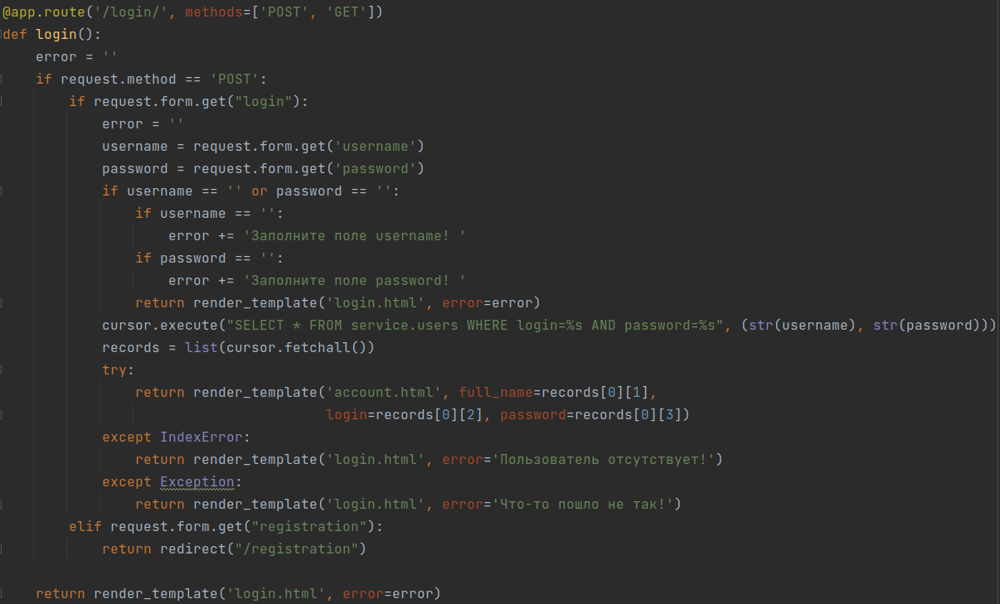 @app.route('/login/', methods=['POST', 'GET'])
def login():
    error = ''
    if request.method == 'POST':
        if request.form.get("login"):
            error = ''
            username = request.form.get('username')
            password = request.form.get('password')
            if username == '' or password == '':
                if username == '':
                    error += 'Заполните поле username! '
                if password == '':
                    error += 'Заполните поле password! '
                return render_template('login.html', error=error)
            cursor.execute("SELECT * FROM service.users WHERE login=%s AND password=%s", (str(username), str(password)))
            records = list(cursor.fetchall())
            try:
                return render_template('account.html', full_name=records[0][1],
                                       login=records[0][2], password=records[0][3])
            except IndexError:
                return render_template('login.html', error='Пользователь отсутствует!')
            except Exception:
                return render_template('login.html', error='Что-то пошло не так!')
        elif request.form.get("registration"):
            return redirect("/registration")

    return render_template('login.html', error=error)